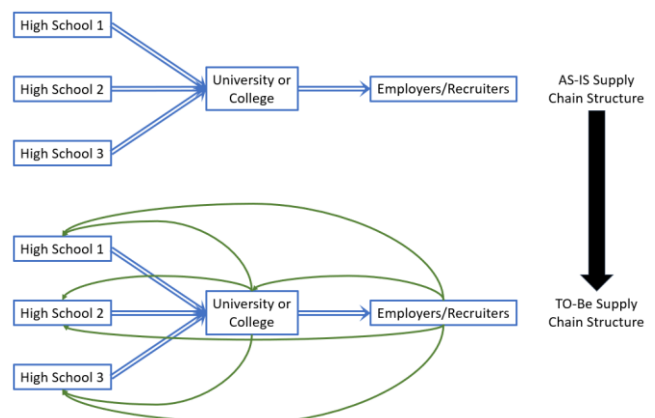 High School 1
High School 2
High School 3
University or
College
Employers/Recruiters
AS-IS Supply
Chain Structure
High School 1
High School 2
High School 3
University or
College
Employers/Recruiters
TO-Be Supply
Chain Structure